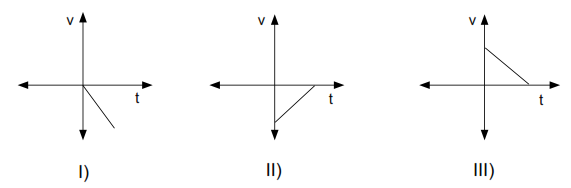 v v v
t t t
I) II) III)